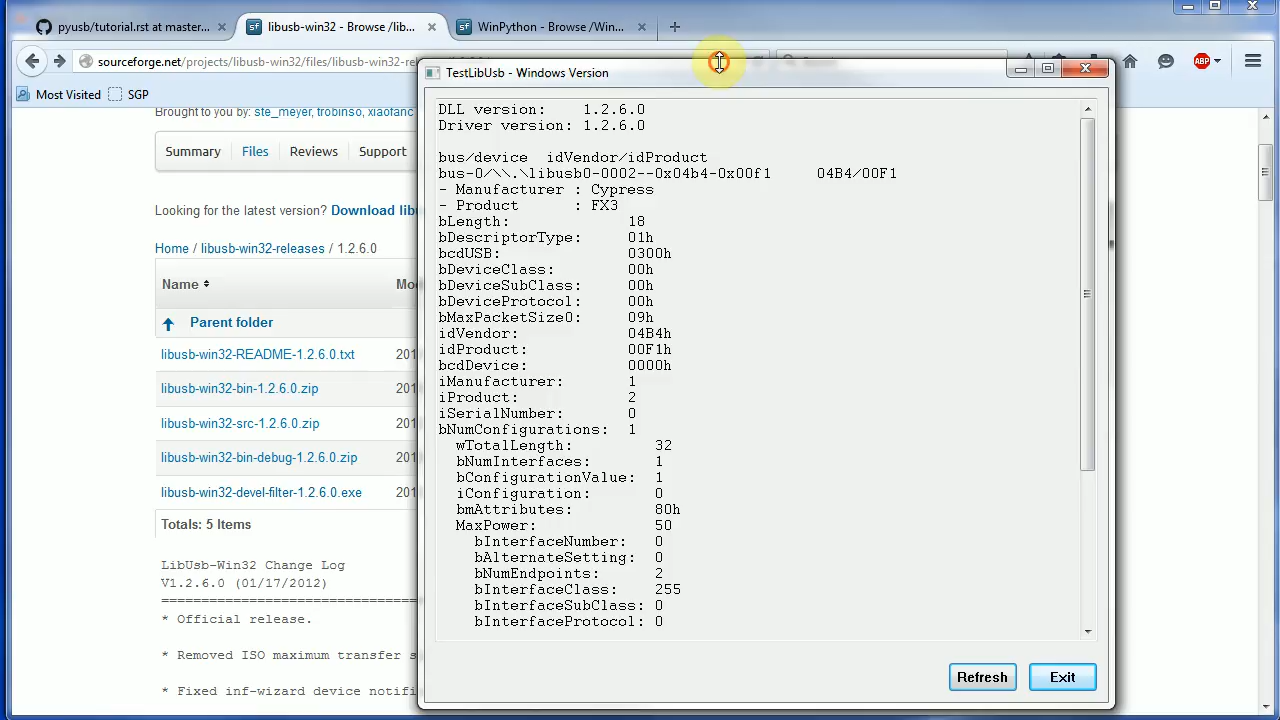 pyusb/tutorial.rst at master...
libusb-win32 - Browse /lib...
WinPython - Browse /Win...
sourceforge.net/projects/libusb-win32/files/libusb-win32-re
ABP
Most Visited
SGP
TestLibUsb - Windows Version
Brought to you by: ste_meyer, trobinso, xiaofanc
Summary Files Reviews Support
Looking for the latest version? Download libu
Home / libusb-win32-releases / 1.2.6.0
Name
Mo
Parent folder
libusb-win32-README-1.2.6.0.txt 201
libusb-win32-bin-1.2.6.0.zip 201
libusb-win32-src-1.2.6.0.zip 201
libusb-win32-bin-debug-1.2.6.0.zip 201
libusb-win32-devel-filter-1.2.6.0.exe 201
Totals: 5 Items
LibUsb-Win32 Change Log
V1.2.6.0 (01/17/2012)
=======================================
* Official release.
* Removed ISO maximum transfer s
* Fixed inf-wizard device notifi
DLL version: 1.2.6.0
Driver version: 1.2.6.0
bus/device idVendor/idProduct
bus-0/\\.\libusb0-0002--0x04b4-0x00f1 04B4/00F1
- Manufacturer : Cypress
- Product : FX3
bLength: 18
bDescriptorType: 01h
bcdUSB: 0300h
bDeviceClass: 00h
bDeviceSubClass: 00h
bDeviceProtocol: 00h
bMaxPacketSize0: 09h
idVendor: 04B4h
idProduct: 00F1h
bcdDevice: 0000h
iManufacturer: 1
iProduct: 2
iSerialNumber: 0
bNumConfigurations: 1
wTotalLength: 32
bNumInterfaces: 1
bConfigurationValue: 1
iConfiguration: 0
bmAttributes: 80h
MaxPower: 50
bInterfaceNumber: 0
bAlternateSetting: 0
bNumEndpoints: 2
bInterfaceClass: 255
bInterfaceSubClass: 0
bInterfaceProtocol: 0
Refresh
Exit